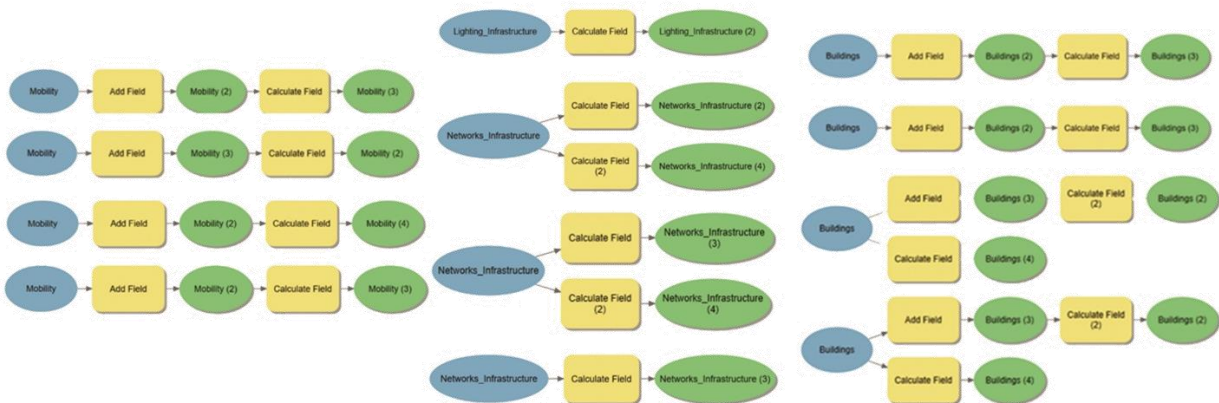 Mobility
Add Field
Mobility (2)
Calculate Field
Mobility (3)
Mobility
Add Field
Mobility (3)
Calculate Field
Mobility (2)
Mobility
Add Field
Mobility (2)
Calculate Field
Mobility (4)
Mobility
Add Field
Mobility (2)
Calculate Field
Mobility (3)
Lighting_Infrastructure
Calculate Field
Lighting_Infrastructure (2)
Networks_Infrastructure
Calculate Field
Networks_Infrastructure (2)
Calculate Field
(2)
Networks_Infrastructure (4)
Networks_Infrastructure
Calculate Field
Networks_Infrastructure
(3)
Calculate Field
(2)
Networks_Infrastructure
(4)
Networks_Infrastructure
Calculate Field
Networks_Infrastructure (3)
Buildings
Add Field
Buildings (2)
Calculate Field
Buildings (3)
Buildings
Add Field
Buildings (2)
Calculate Field
Buildings (3)
Buildings
Add Field
Buildings (3)
Calculate Field
(2)
Buildings (2)
Calculate Field
Buildings (4)
Buildings
Add Field
Buildings (3)
Calculate Field
(2)
Buildings (2)
Calculate Field
Buildings (4)